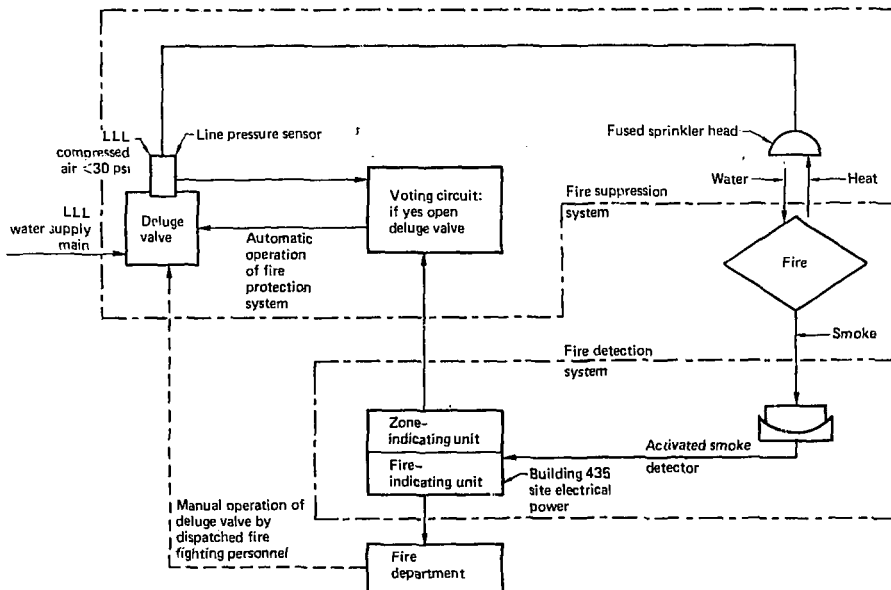 LLL
compressed
air <30 psi
Line pressure sensor
LLL
water supply
main
Deluge
valve
Automatic
operation
of fire
protection
system
Voting circuit:
if yes open
deluge valve
Fused sprinkler head
Water
Heat
Fire suppression
system
Fire
Smoke
Fire detection
system
Zone-
indicating unit
Fire-
indicating unit
Activated smoke
detector
Building 435
site electrical
power
Manual operation of
deluge valve by
dispatched fire
fighting personnel
Fire
department